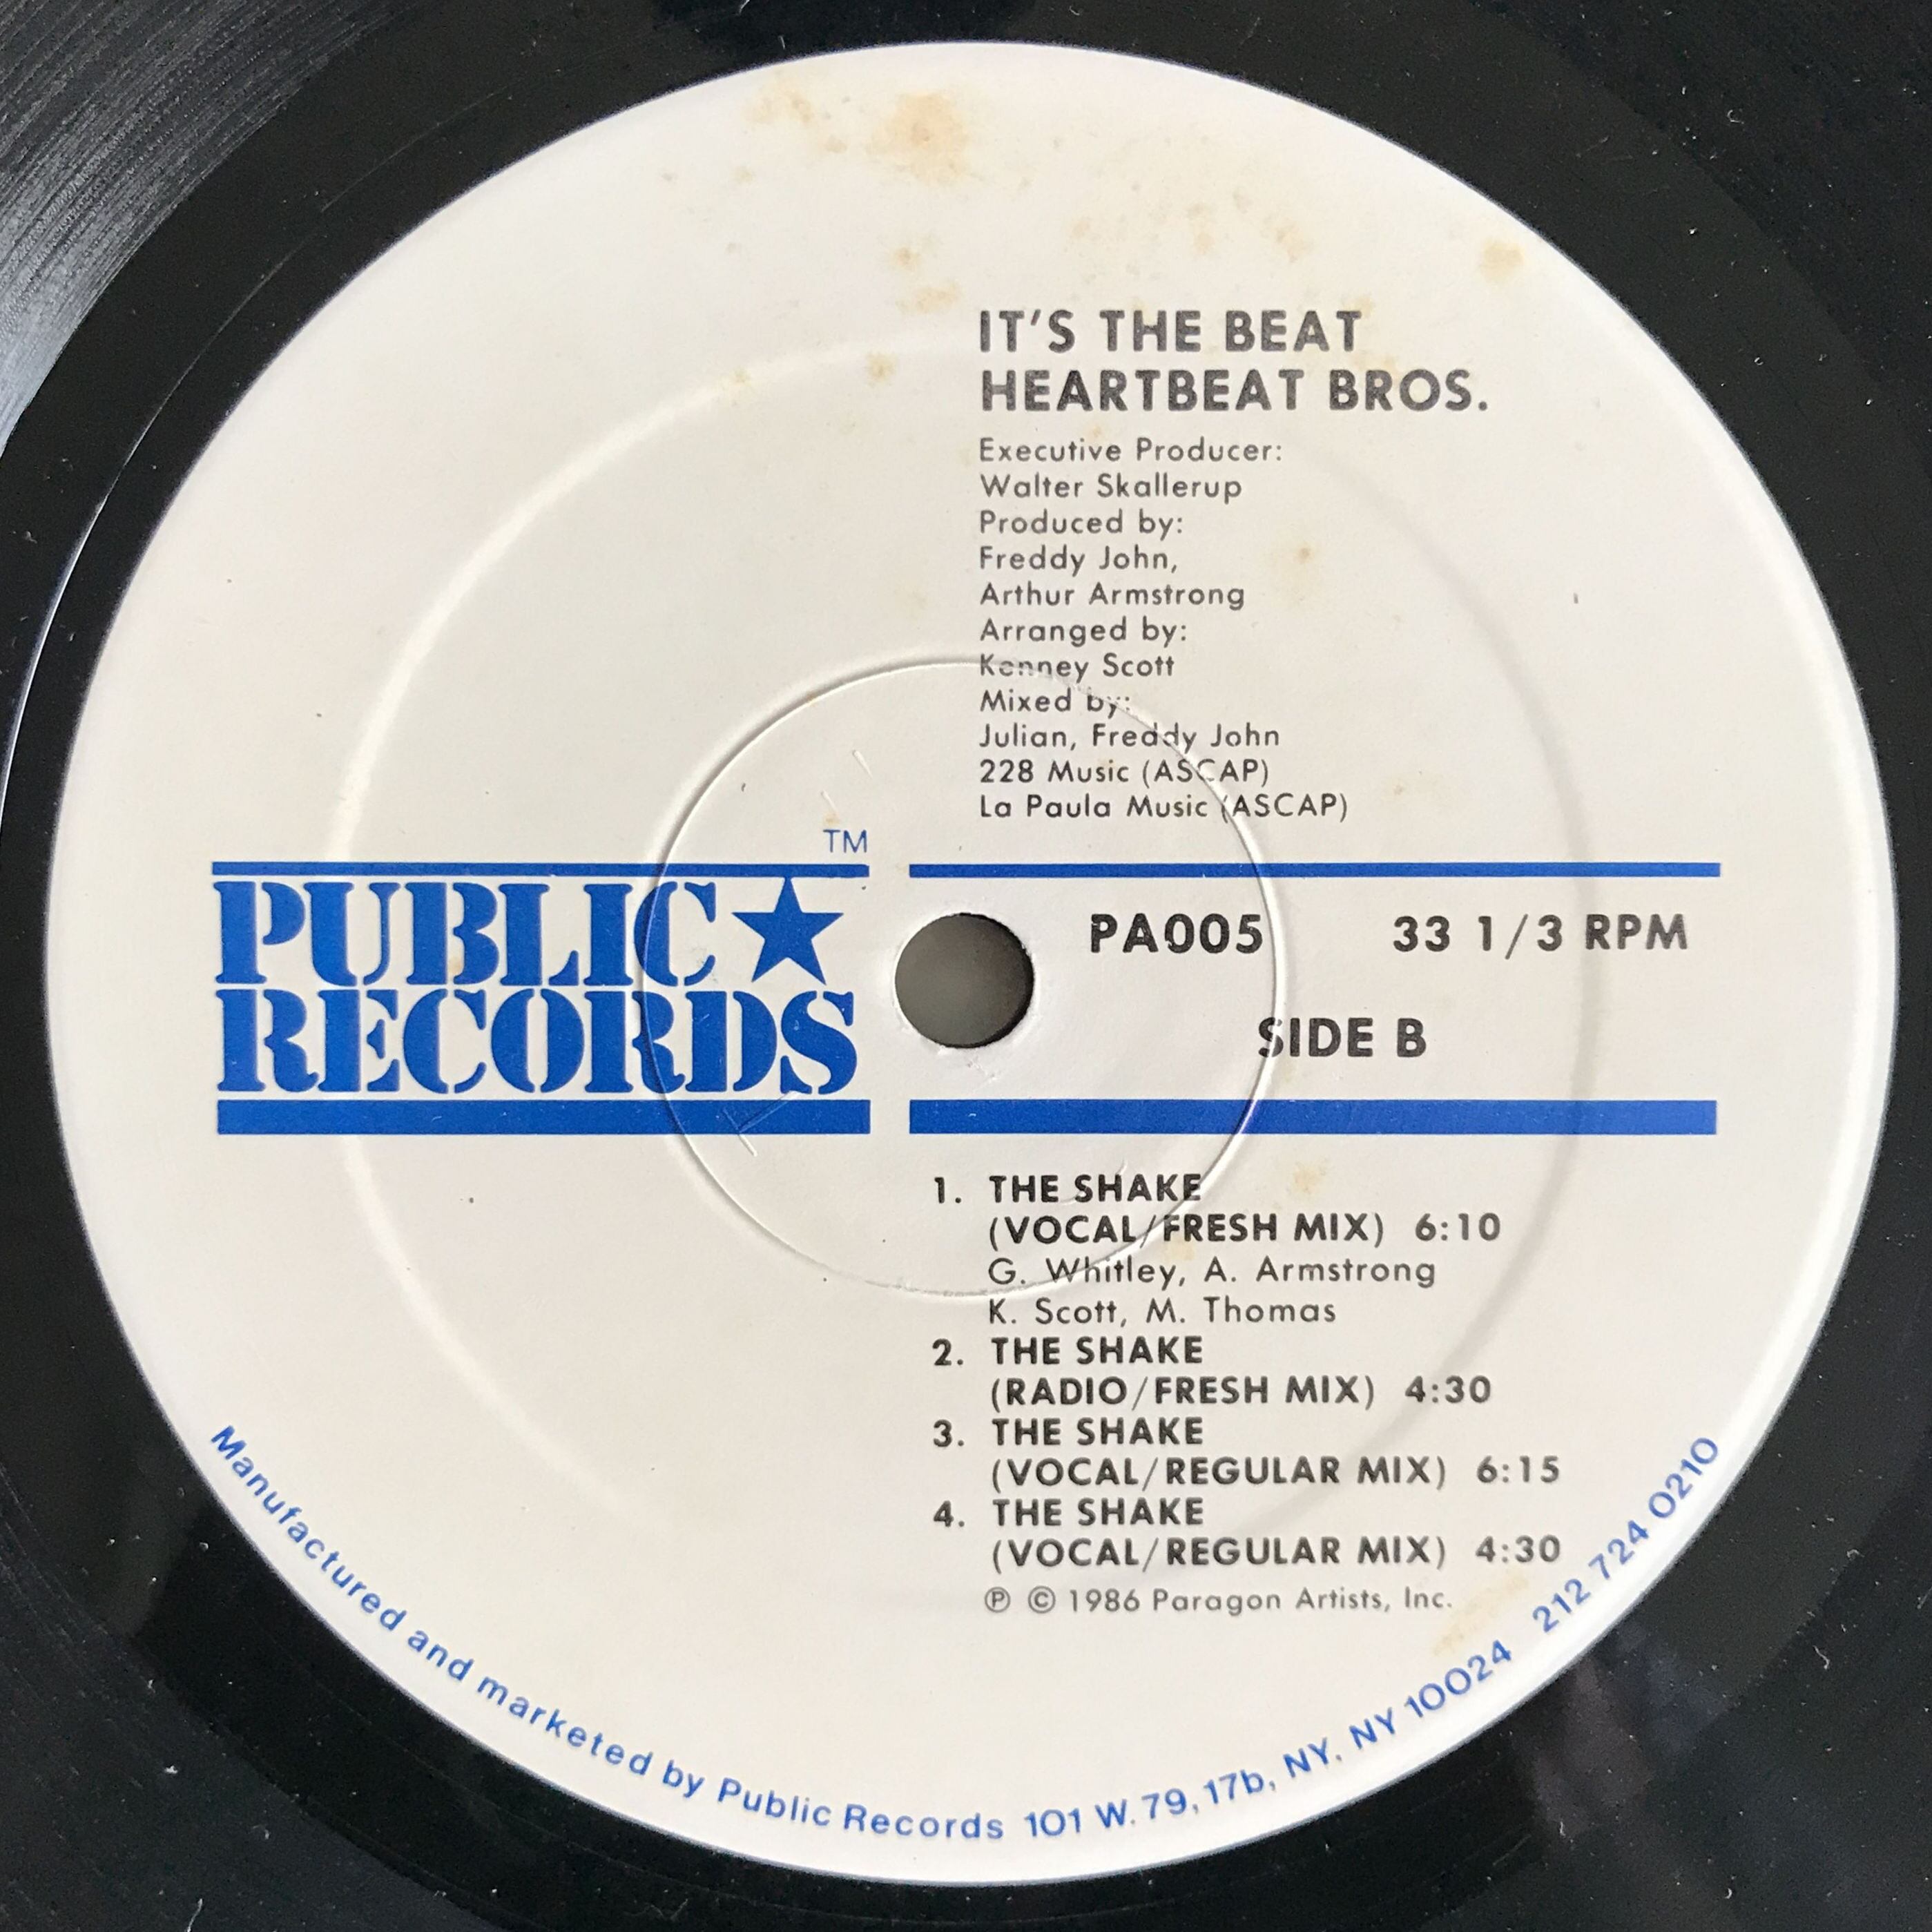 IT'S THE BEAT
HEARTBEAT BROS.
Executive Producer:
Walter Skallerup
Produced by:
Freddy John,
Arthur Armstrong
Arranged by:
Kenney Scott
Mixed by:
Julian, Freddy John
228 Music (ASCAP)
La Paula Music (ASCAP)
TM
PUBLIC
RECORDS
PA005 33 1/3 RPM
SIDE B
1. THE SHAKE
(VOCAL/FRESH MIX) 6:10
G. Whitley, A. Armstrong
K. Scott, M. Thomas
2. THE SHAKE
(RADIO/FRESH MIX) 4:30
3. THE SHAKE
(VOCAL/REGULAR MIX) 6:15
4. THE SHAKE
(VOCAL/REGULAR MIX) 4:30
℗ © 1986 Paragon Artists, Inc.
Manufactured and marketed by Public Records 101 W. 79, 17b, NY, NY 10024 212 724 0210